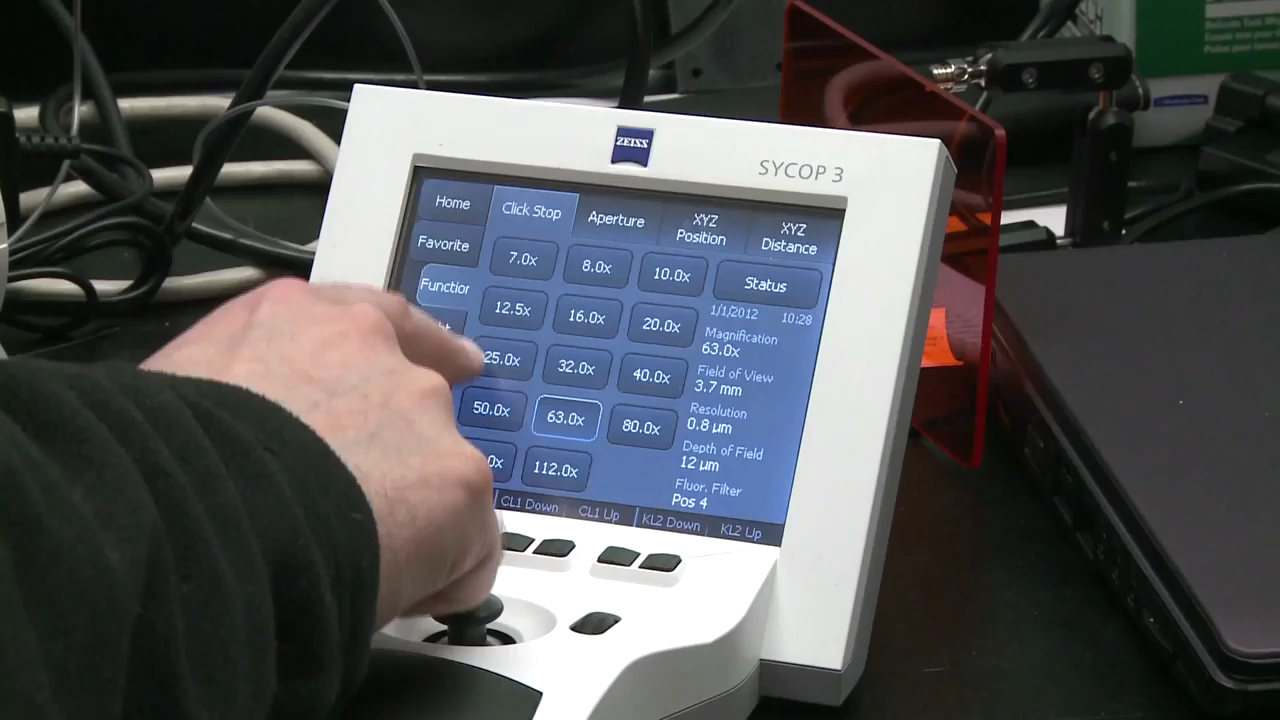 ZEISS
SYCOP 3
Home
Click Stop
Aperture
XYZ
Position
XYZ
Distance
Favorite
7.0x
8.0x
10.0x
Status
Function
12.5x
16.0x
20.0x
1/1/2012 10:28
Magnification
63.0x
25.0x
32.0x
40.0x
Field of View
3.7 mm
50.0x
63.0x
80.0x
Resolution
0.8 µm
112.0x
Depth of Field
12 µm
Fluor. Filter
Pos 4
CL1 Down
CL1 Up
KL2 Down
KL2 Up